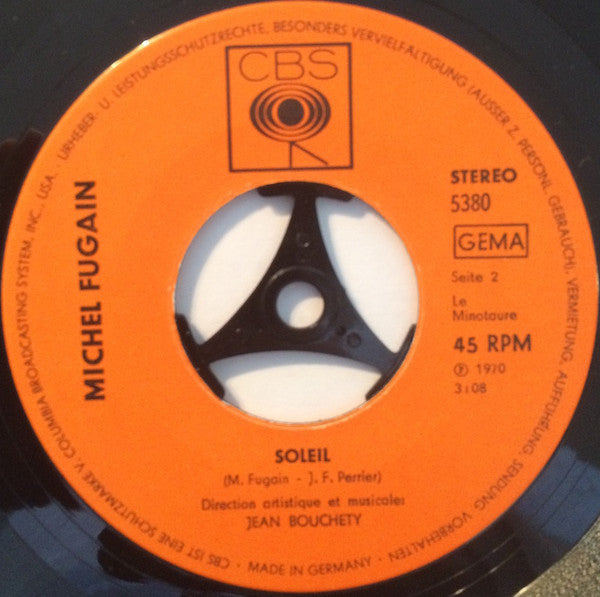 CBS
URHEBER. U. LEISTUNGSSCHUTZRECHTE, BESONDERS VERVIELFÄLTIGUNG (AUSSER Z. PERSÖNL. GEBRAUCH), VERMIETUNG, AUFFÜHRUNG, SENDUNG VORBEHALTEN
MICHEL FUGAIN
STEREO
5380
GEMA
Seite 2
Le
Minotaure
45 RPM
℗ 1970
3:08
SOLEIL
(M. Fugain - J. F. Perrier)
Direction artistique et musicale:
JEAN BOUCHETY
CBS IST EINE SCHUTZMARKE V. COLUMBIA BROADCASTING SYSTEM, INC., USA.
• MADE IN GERMANY •